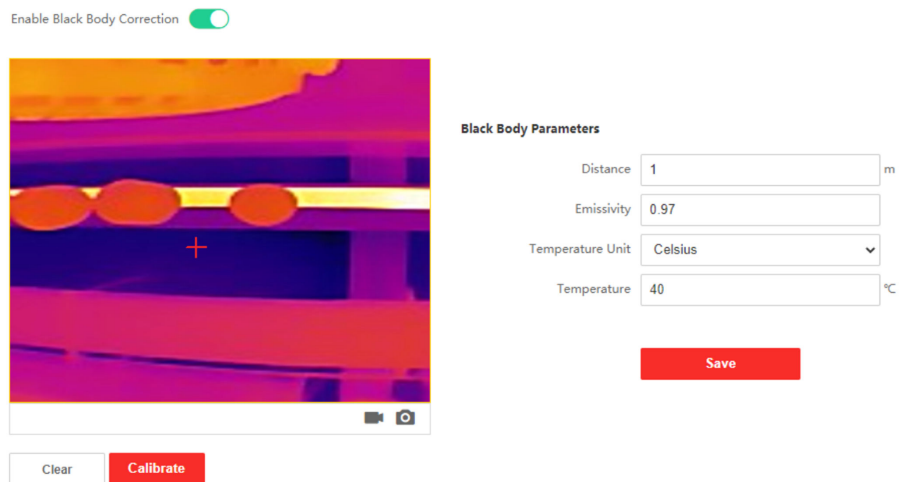 Enable Black Body Correction
Black Body Parameters
Distance 1 m
Emissivity 0.97
Temperature Unit Celsius
Temperature 40 ℃
Save
Clear Calibrate